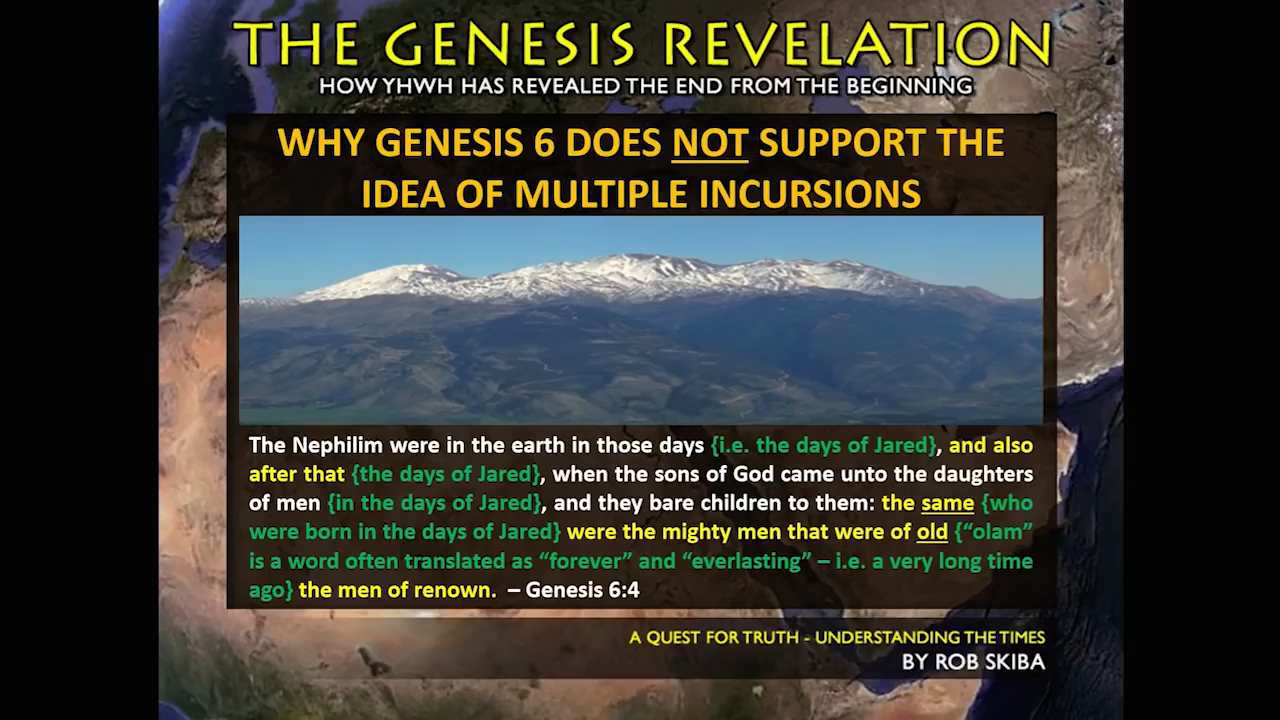 THE GENESIS REVELATION
HOW YHWH HAS REVEALED THE END FROM THE BEGINNING
WHY GENESIS 6 DOES NOT SUPPORT THE
IDEA OF MULTIPLE INCURSIONS
The Nephilim were in the earth in those days {i.e. the days of Jared}, and also
after that {the days of Jared}, when the sons of God came unto the daughters
of men {in the days of Jared}, and they bare children to them: the same {who
were born in the days of Jared} were the mighty men that were of old {“olam”
is a word often translated as “forever” and “everlasting” – i.e. a very long time
ago} the men of renown. – Genesis 6:4
A QUEST FOR TRUTH - UNDERSTANDING THE TIMES
BY ROB SKIBA